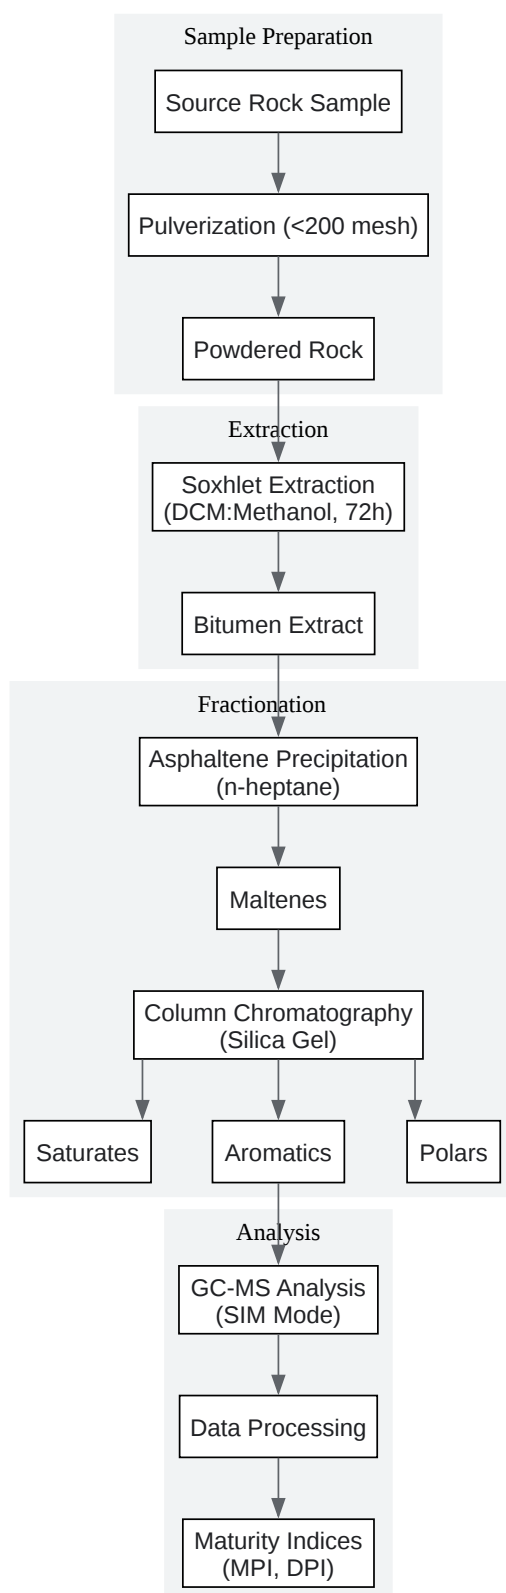 Sample Preparation
Source Rock Sample
Pulverization (<200 mesh)
Powdered Rock
Extraction
Soxhlet Extraction
(DCM:Methanol, 72h)
Bitumen Extract
Fractionation
Asphaltene Precipitation
(n-heptane)
Maltenes
Column Chromatography
(Silica Gel)
Saturates
Aromatics
Polars
Analysis
GC-MS Analysis
(SIM Mode)
Data Processing
Maturity Indices
(MPI, DPI)